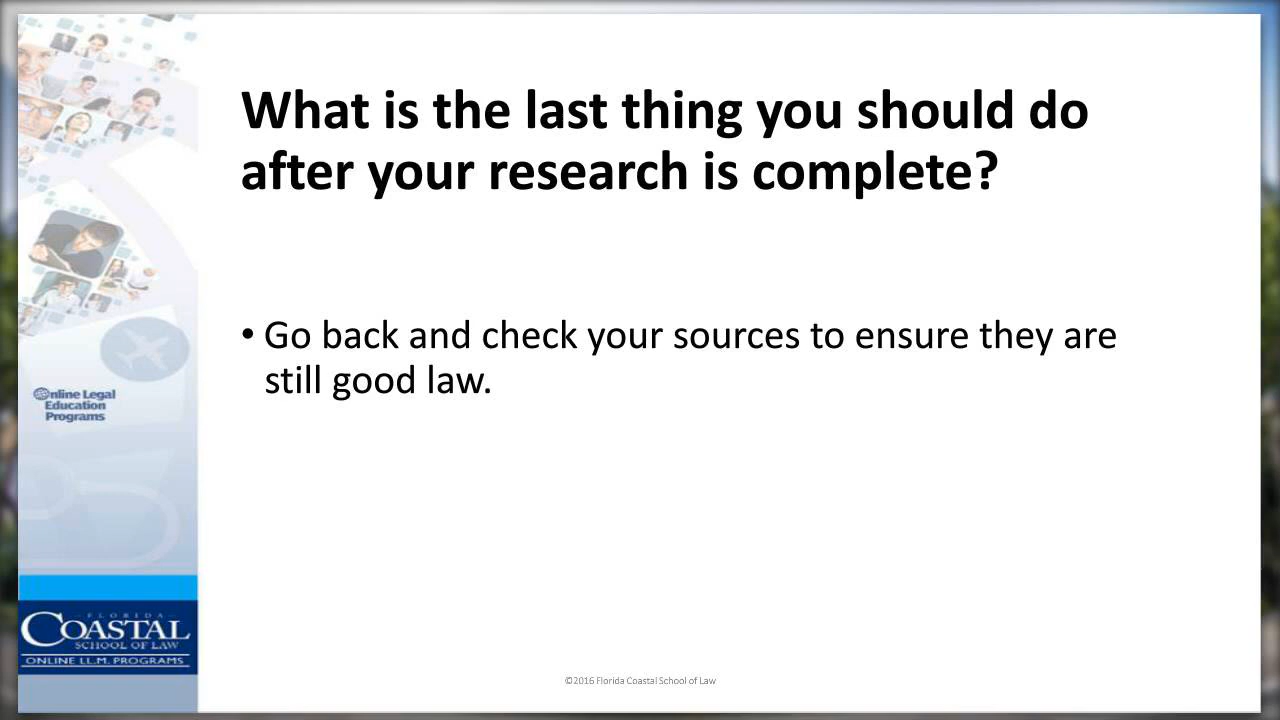 What is the last thing you should do
after your research is complete?
• Go back and check your sources to ensure they are
still good law.
Online Legal
Education
Programs
FLORIDA
COASTAL
SCHOOL OF LAW
ONLINE LL.M. PROGRAMS
©2016 Florida Coastal School of Law